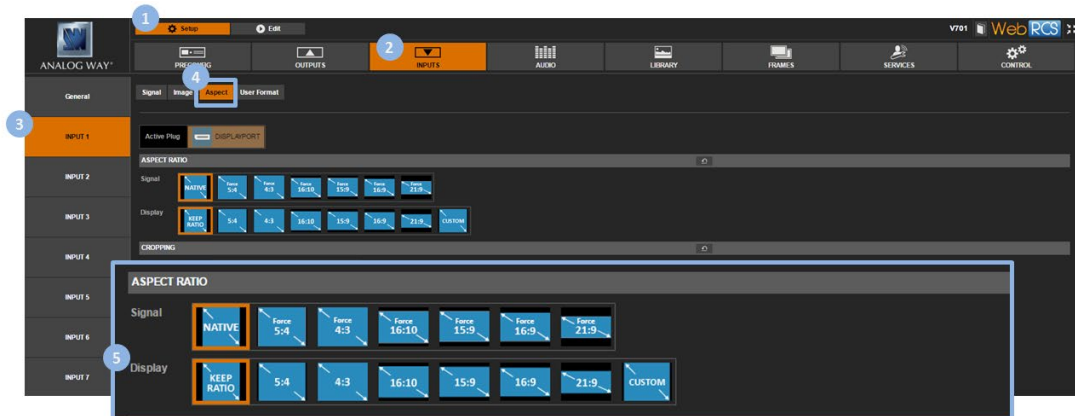 1
Setup
Edit
V701
Web RCS
ANALOG WAY®
PRECONFIG
OUTPUTS
2
INPUTS
AUDIO
LIBRARY
FRAMES
SERVICES
CONTROL
4
General
Signal
Image
Aspect
User Format
3
INPUT 1
Active Plug
DISPLAYPORT
ASPECT RATIO
Signal
NATIVE
Force
5:4
Force
4:3
Force
16:10
Force
15:9
Force
16:9
Force
21:9
INPUT 2
Display
KEEP
RATIO
5:4
4:3
16:10
15:9
16:9
21:9
CUSTOM
INPUT 3
CROPPING
INPUT 4
ASPECT RATIO
INPUT 5
Signal
NATIVE
Force
5:4
Force
4:3
Force
16:10
Force
15:9
Force
16:9
Force
21:9
INPUT 6
5
Display
KEEP
RATIO
5:4
4:3
16:10
15:9
16:9
21:9
CUSTOM
INPUT 7